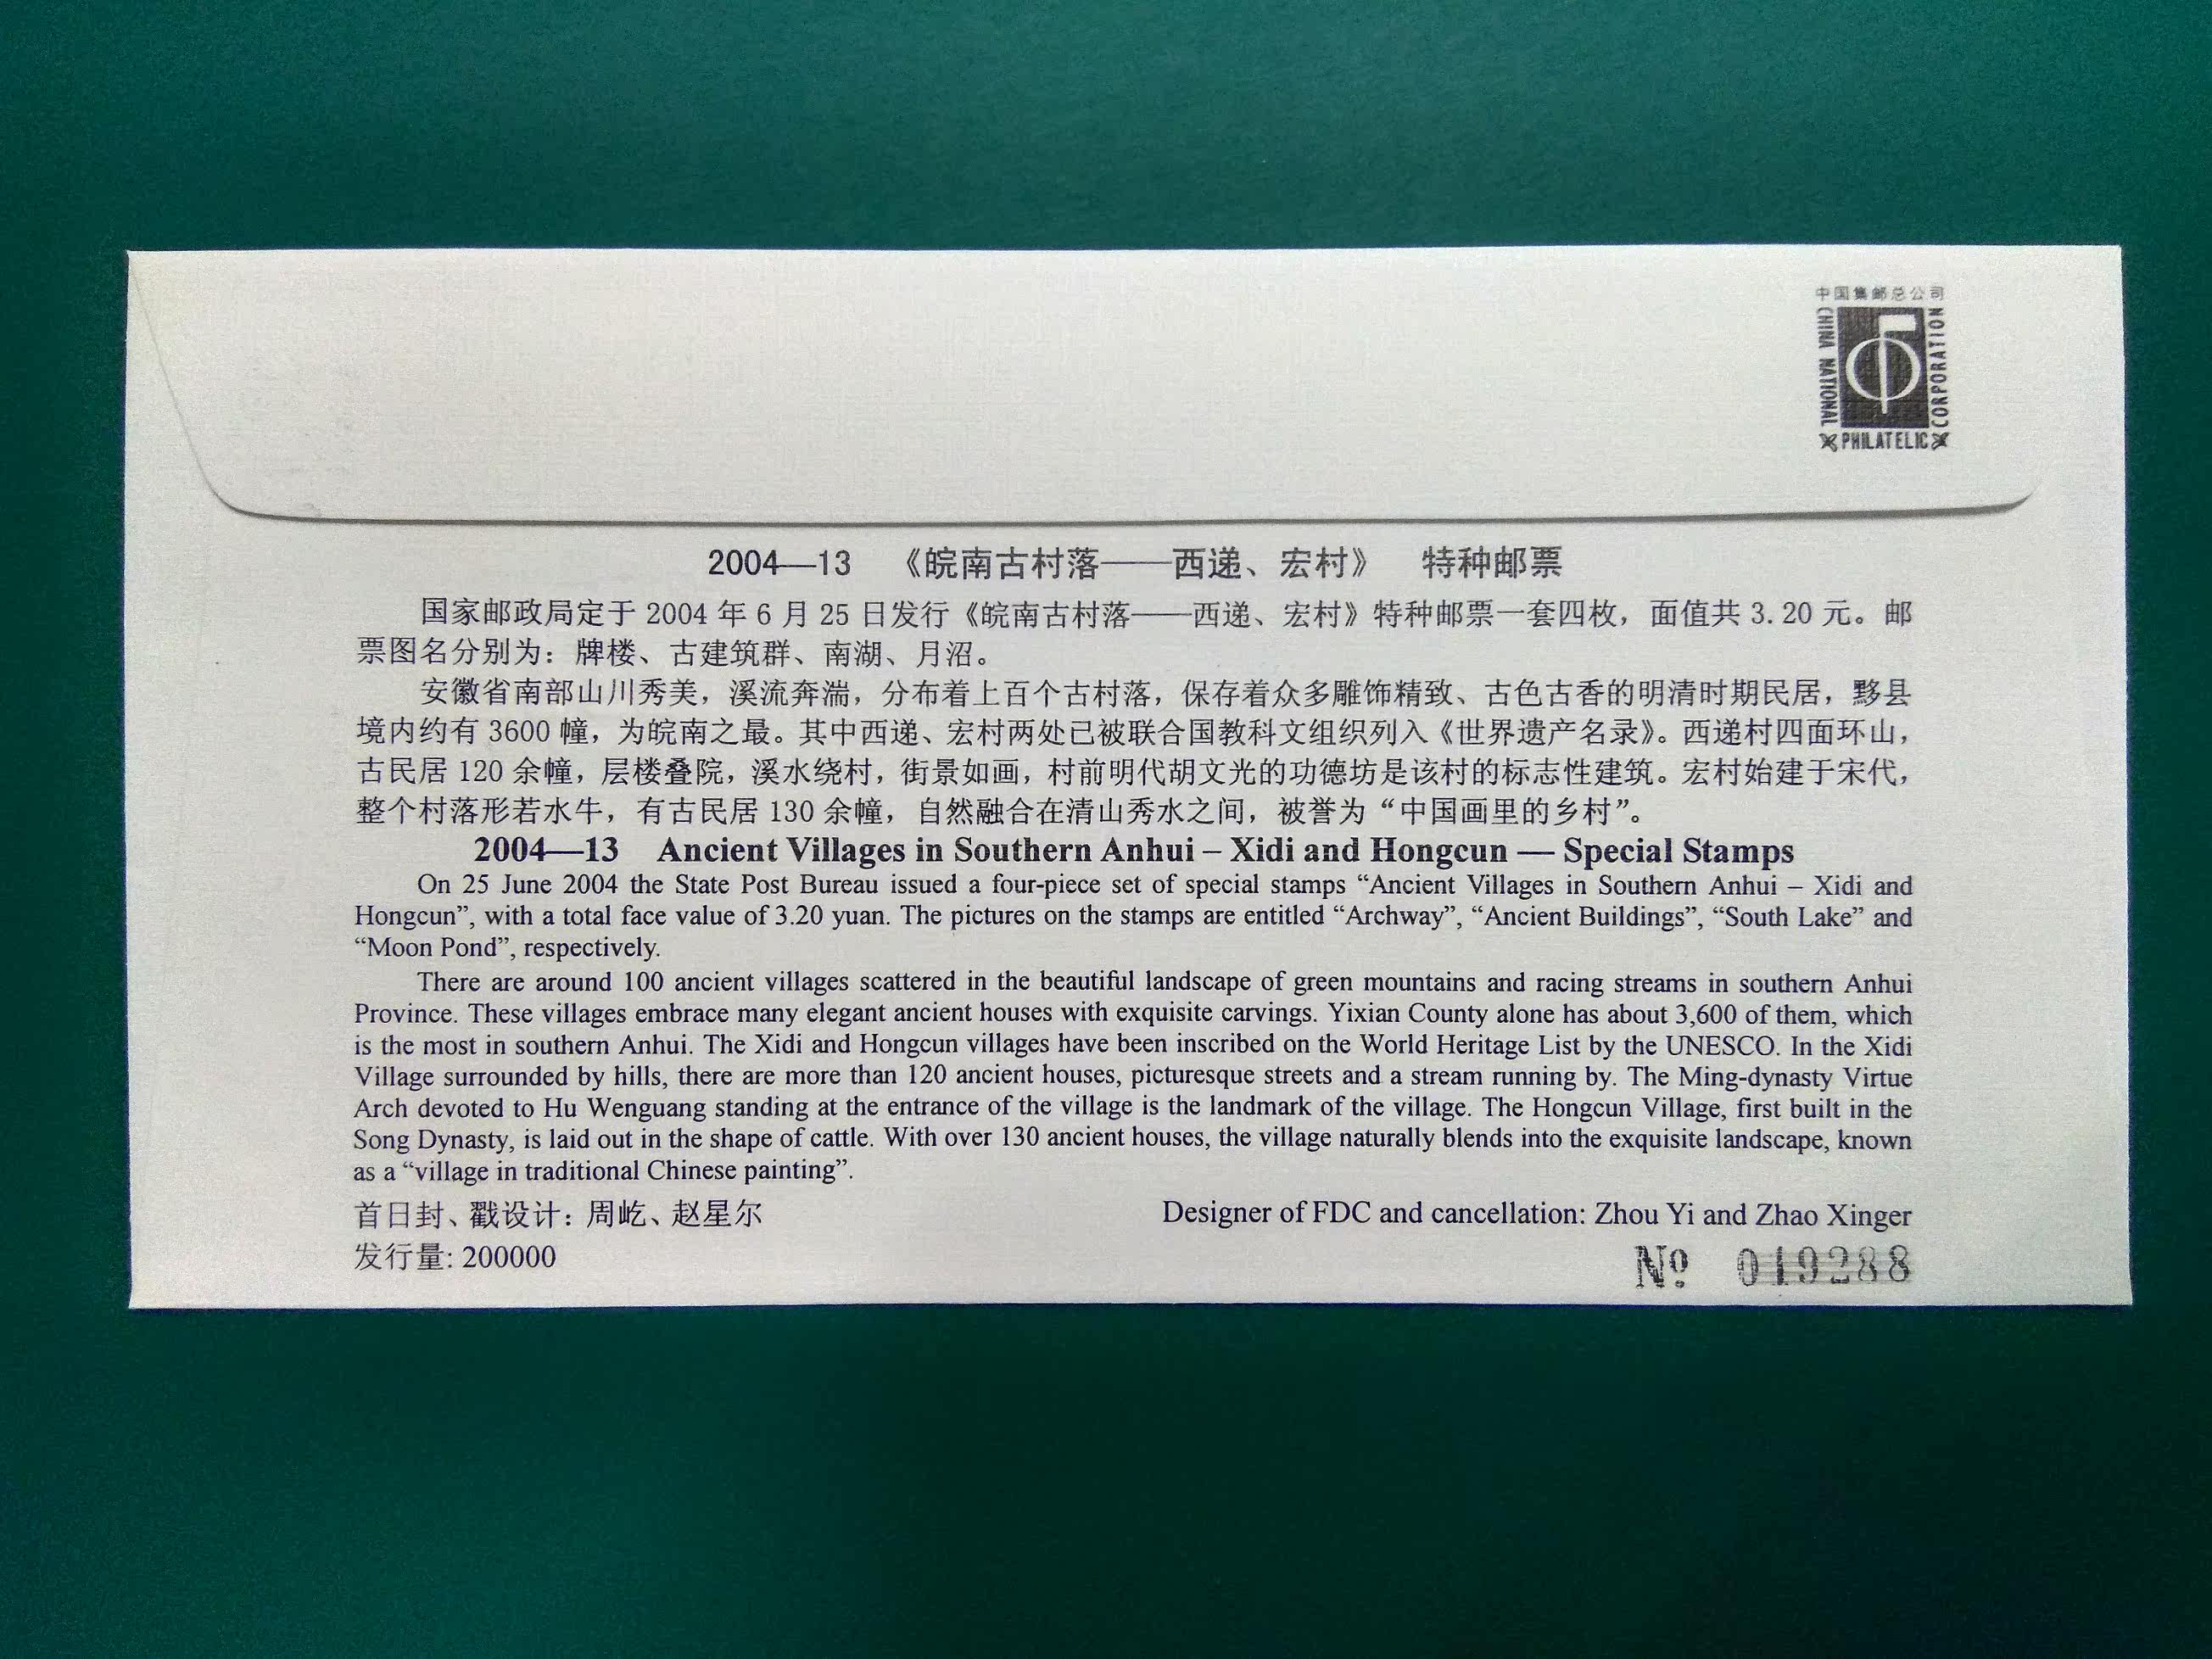 中国集邮总公司
CHINA NATIONAL
PHILATELIC
CORPORATION
2004—13 《皖南古村落——西递、宏村》 特种邮票
国家邮政局定于 2004 年 6 月 25 日发行《皖南古村落——西递、宏村》特种邮票一套四枚，面值共 3.20 元。邮
票图名分别为：牌楼、古建筑群、南湖、月沼。
安徽省南部山川秀美，溪流奔湍，分布着上百个古村落，保存着众多雕饰精致、古色古香的明清时期民居，黟县
境内约有 3600 幢，为皖南之最。其中西递、宏村两处已被联合国教科文组织列入《世界遗产名录》。西递村四面环山，
古民居 120 余幢，层楼叠院，溪水绕村，街景如画，村前明代胡文光的功德坊是该村的标志性建筑。宏村始建于宋代，
整个村落形若水牛，有古民居 130 余幢，自然融合在清山秀水之间，被誉为“中国画里的乡村”。
2004—13 Ancient Villages in Southern Anhui – Xidi and Hongcun — Special Stamps
On 25 June 2004 the State Post Bureau issued a four-piece set of special stamps “Ancient Villages in Southern Anhui – Xidi and
Hongcun”, with a total face value of 3.20 yuan. The pictures on the stamps are entitled “Archway”, “Ancient Buildings”, “South Lake” and
“Moon Pond”, respectively.
There are around 100 ancient villages scattered in the beautiful landscape of green mountains and racing streams in southern Anhui
Province. These villages embrace many elegant ancient houses with exquisite carvings. Yixian County alone has about 3,600 of them, which
is the most in southern Anhui. The Xidi and Hongcun villages have been inscribed on the World Heritage List by the UNESCO. In the Xidi
Village surrounded by hills, there are more than 120 ancient houses, picturesque streets and a stream running by. The Ming-dynasty Virtue
Arch devoted to Hu Wenguang standing at the entrance of the village is the landmark of the village. The Hongcun Village, first built in the
Song Dynasty, is laid out in the shape of cattle. With over 130 ancient houses, the village naturally blends into the exquisite landscape, known
as a “village in traditional Chinese painting”.
首日封、戳设计：周屹、赵星尔 Designer of FDC and cancellation: Zhou Yi and Zhao Xinger
发行量: 200000 № 019288